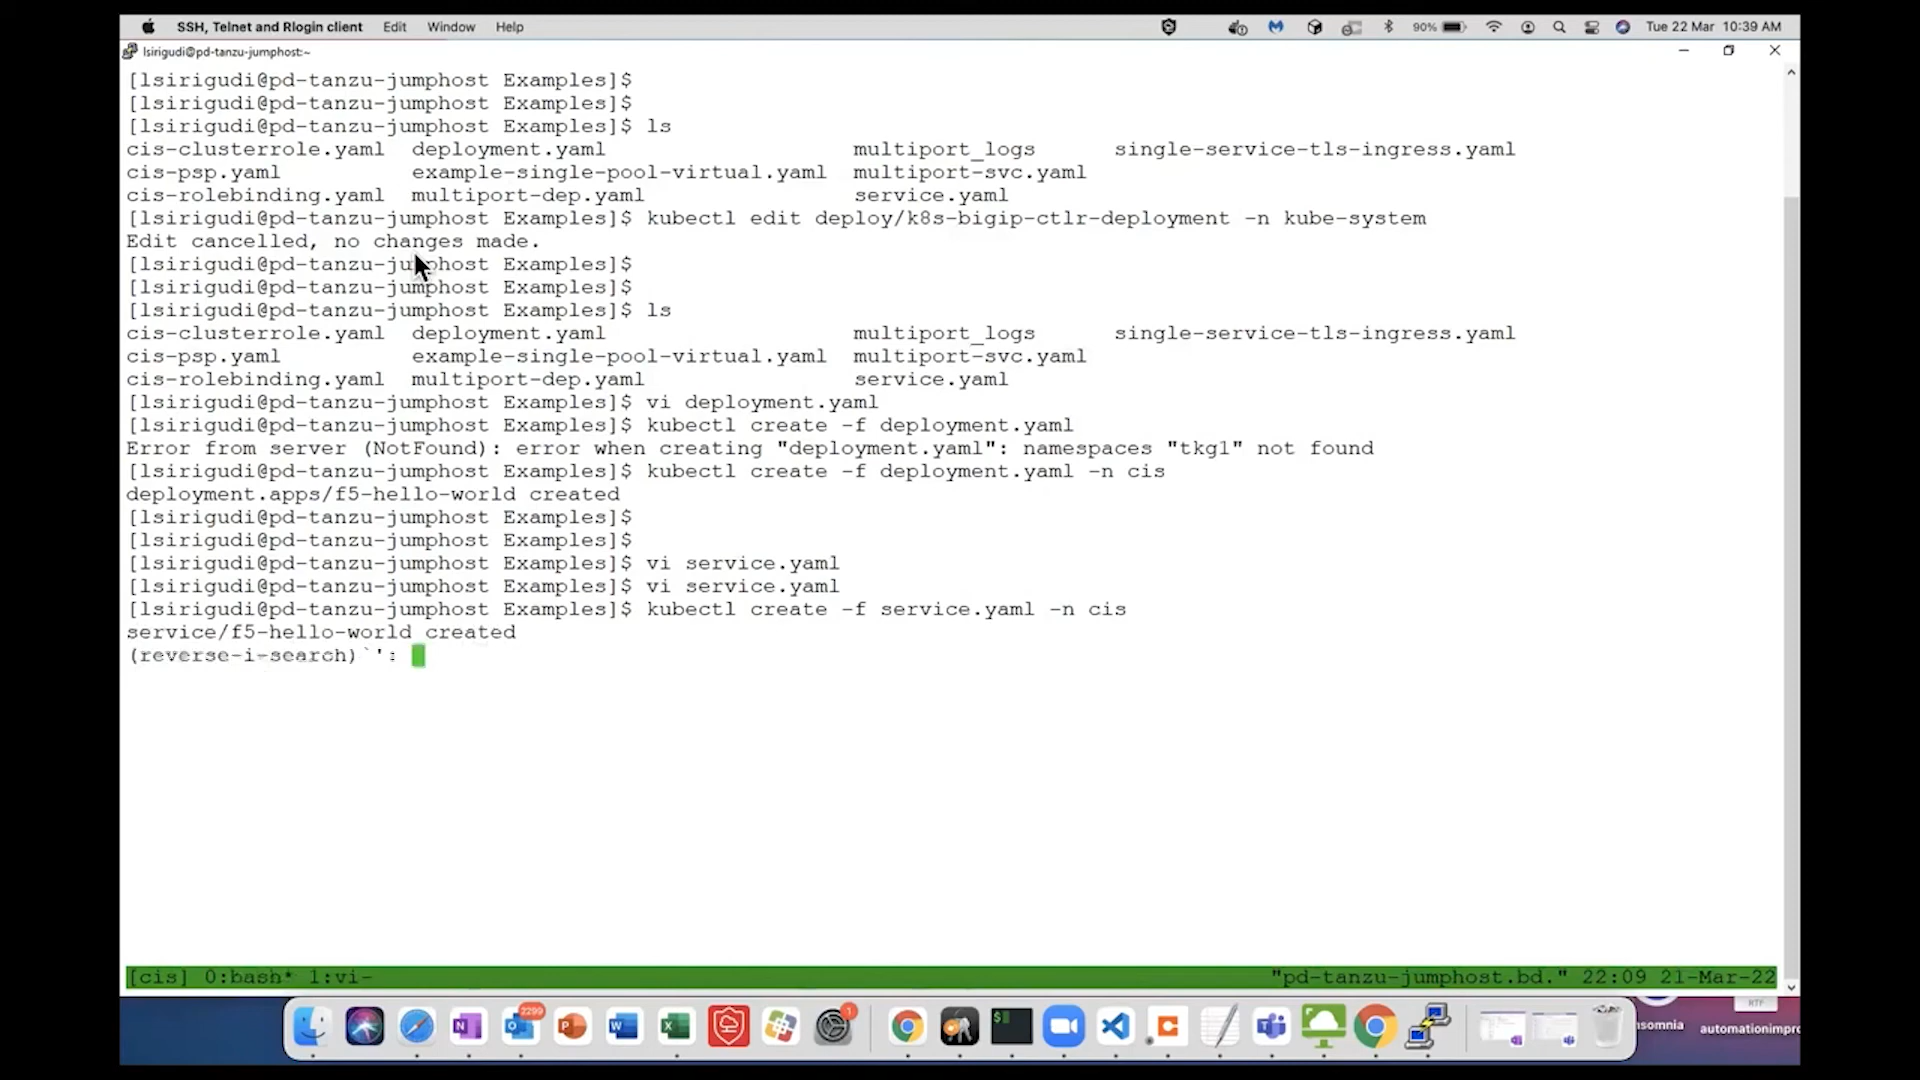 SSH, Telnet and Rlogin client Edit Window Help 90% Tue 22 Mar 10:39 AM
lsirigudi@pd-tanzu-jumphost:~
[lsirigudi@pd-tanzu-jumphost Examples]$
[lsirigudi@pd-tanzu-jumphost Examples]$
[lsirigudi@pd-tanzu-jumphost Examples]$ ls
cis-clusterrole.yaml deployment.yaml multiport_logs single-service-tls-ingress.yaml
cis-psp.yaml example-single-pool-virtual.yaml multiport-svc.yaml
cis-rolebinding.yaml multiport-dep.yaml service.yaml
[lsirigudi@pd-tanzu-jumphost Examples]$ kubectl edit deploy/k8s-bigip-ctlr-deployment -n kube-system
Edit cancelled, no changes made.
[lsirigudi@pd-tanzu-jumphost Examples]$
[lsirigudi@pd-tanzu-jumphost Examples]$
[lsirigudi@pd-tanzu-jumphost Examples]$ ls
cis-clusterrole.yaml deployment.yaml multiport_logs single-service-tls-ingress.yaml
cis-psp.yaml example-single-pool-virtual.yaml multiport-svc.yaml
cis-rolebinding.yaml multiport-dep.yaml service.yaml
[lsirigudi@pd-tanzu-jumphost Examples]$ vi deployment.yaml
[lsirigudi@pd-tanzu-jumphost Examples]$ kubectl create -f deployment.yaml
Error from server (NotFound): error when creating "deployment.yaml": namespaces "tkg1" not found
[lsirigudi@pd-tanzu-jumphost Examples]$ kubectl create -f deployment.yaml -n cis
deployment.apps/f5-hello-world created
[lsirigudi@pd-tanzu-jumphost Examples]$
[lsirigudi@pd-tanzu-jumphost Examples]$
[lsirigudi@pd-tanzu-jumphost Examples]$ vi service.yaml
[lsirigudi@pd-tanzu-jumphost Examples]$ vi service.yaml
[lsirigudi@pd-tanzu-jumphost Examples]$ kubectl create -f service.yaml -n cis
service/f5-hello-world created
(reverse-i-search)`':
[cis] 0:bash* 1:vi- "pd-tanzu-jumphost.bd." 22:09 21-Mar-22
2299 1
nsomnia automationimpro